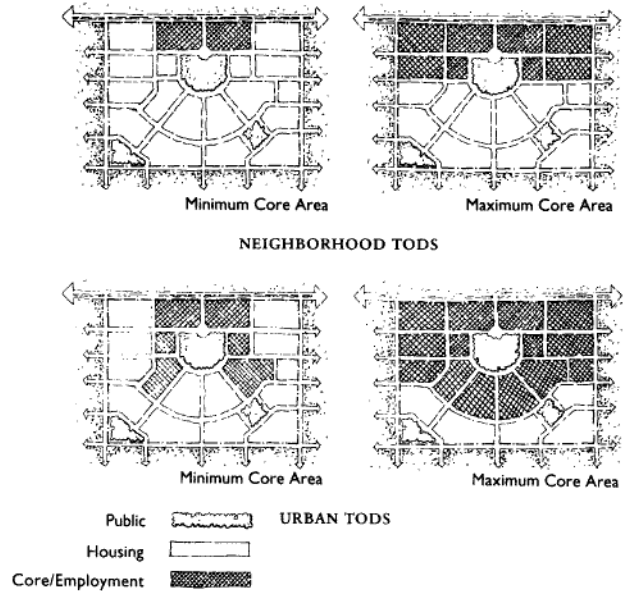 Minimum Core Area
Maximum Core Area
NEIGHBORHOOD TODS
Minimum Core Area
Maximum Core Area
URBAN TODS
Public
Housing
Core/Employment